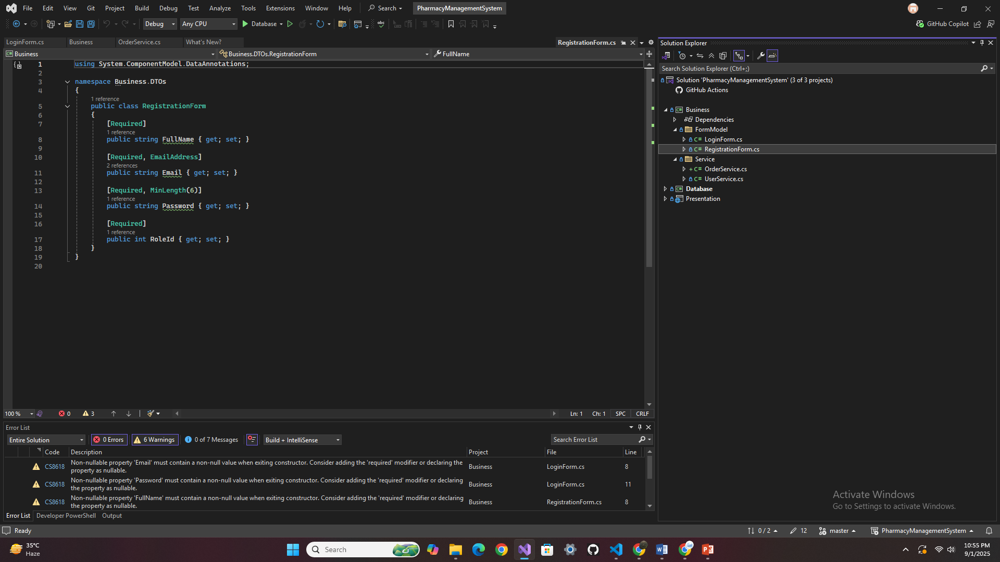 File Edit View Git Project Build Debug Test Analyze Tools Extensions Window Help Search PharmacyManagementSystem
Debug Any CPU Database GitHub Copilot
LoginForm.cs Business OrderService.cs What's New? RegistrationForm.cs
Business Business.DTOs.RegistrationForm FullName
1 using System.ComponentModel.DataAnnotations;
2
3 namespace Business.DTOs
4 {
1 reference
5 public class RegistrationForm
6 {
7 [Required]
1 reference
8 public string FullName { get; set; }
9
10 [Required, EmailAddress]
2 references
11 public string Email { get; set; }
12
13 [Required, MinLength(6)]
1 reference
14 public string Password { get; set; }
15
16 [Required]
1 reference
17 public int RoleId { get; set; }
18 }
19 }
20
100 % 0 3 Ln: 1 Ch: 1 SPC CRLF
Error List
Entire Solution 0 Errors 6 Warnings 0 of 7 Messages Build + IntelliSense Search Error List
Code Description Project File Line
CS8618 Non-nullable property 'Email' must contain a non-null value when exiting constructor. Consider adding the 'required' modifier or declaring the property as nullable. Business LoginForm.cs 8
CS8618 Non-nullable property 'Password' must contain a non-null value when exiting constructor. Consider adding the 'required' modifier or declaring the property as nullable. Business LoginForm.cs 11
CS8618 Non-nullable property 'FullName' must contain a non-null value when exiting constructor. Consider adding the 'required' modifier or declaring the property as nullable. Business RegistrationForm.cs 8
Error List Developer PowerShell Output
Solution Explorer
Search Solution Explorer (Ctrl+;)
Solution 'PharmacyManagementSystem' (3 of 3 projects)
GitHub Actions
Business
Dependencies
FormModel
C# LoginForm.cs
C# RegistrationForm.cs
Service
C# OrderService.cs
C# UserService.cs
Database
Presentation
Activate Windows
Go to Settings to activate Windows.
Ready 0 / 2 12 master PharmacyManagementSystem
35°C
Haze
Search
10:55 PM
9/1/2025